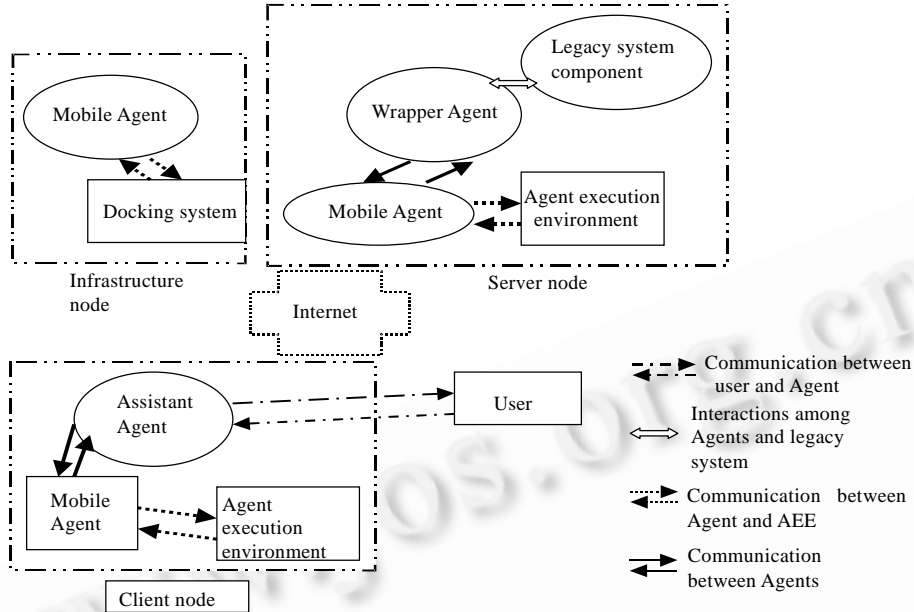 Legacy system
component
Mobile Agent
Wrapper Agent
Docking system
Mobile Agent
Agent execution
environment
Infrastructure
node
Server node
Internet
Assistant
Agent
User
Mobile
Agent
Agent
execution
environment
Client node
Communication between
user and Agent
Interactions among
Agents and legacy
system
Communication between
Agent and AEE
Communication
between Agents